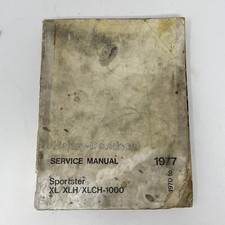 SERVICE MANUAL 1977
1970 to
Sportster
XL/XLH/XLCH-1000